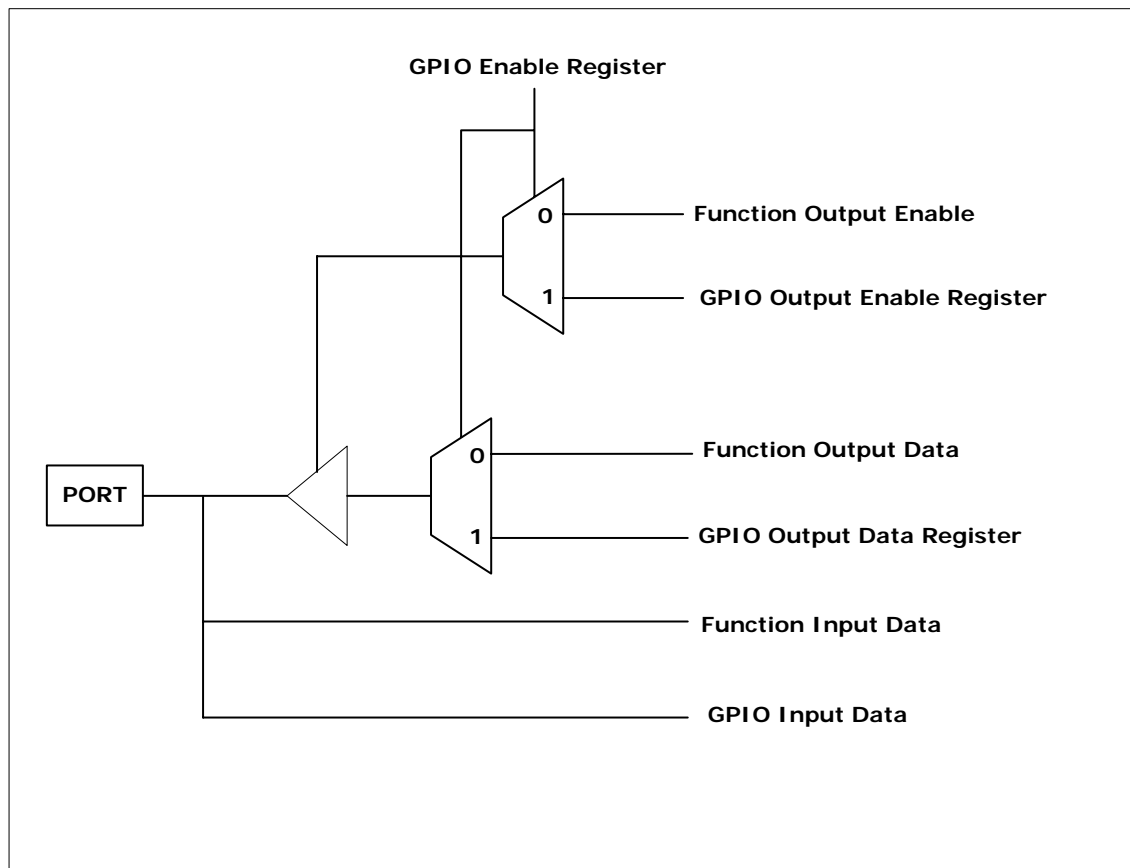 GPIO Enable Register
0
Function Output Enable
1
GPIO Output Enable Register
0
Function Output Data
PORT
1
GPIO Output Data Register
Function Input Data
GPIO Input Data